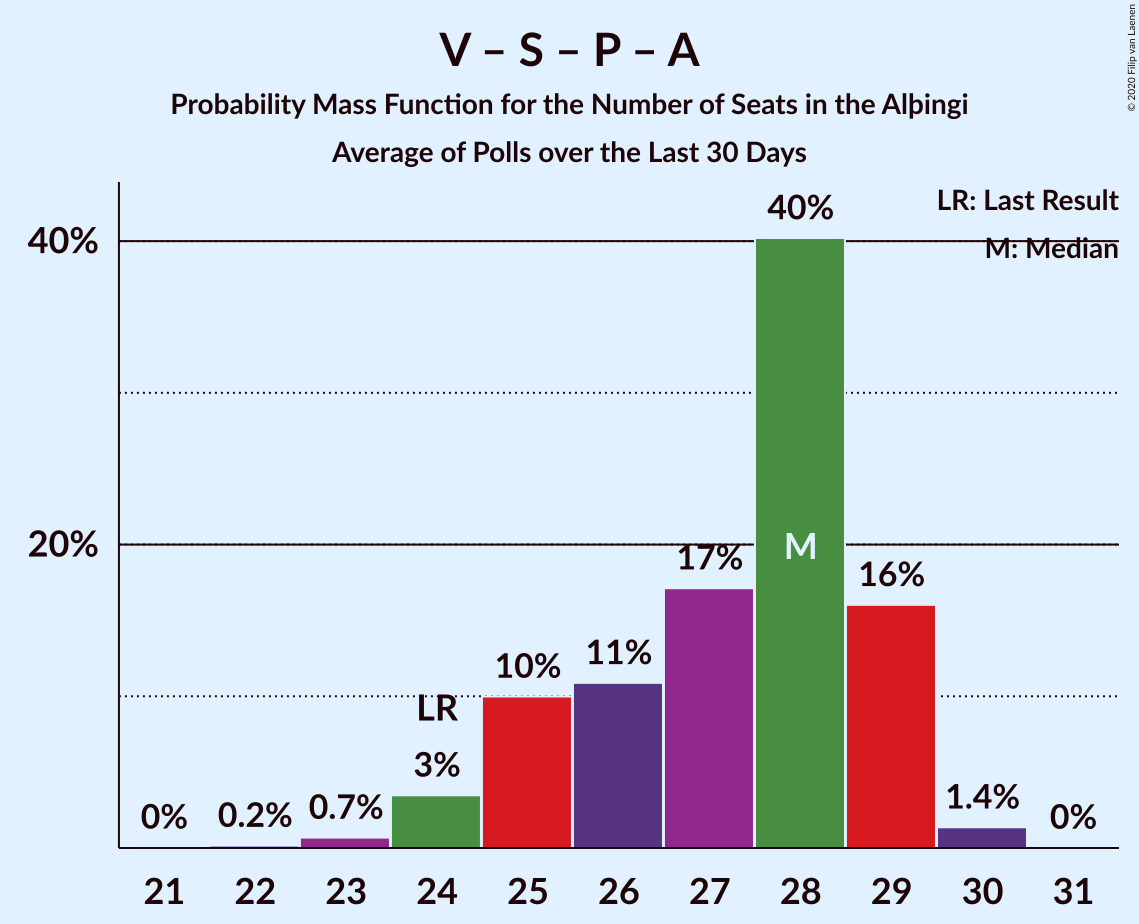 V – S – P – A
Probability Mass Function for the Number of Seats in the Alþingi
Average of Polls over the Last 30 Days
© 2020 Filip van Laenen
LR: Last Result
M: Median
40%
20%
0%
0.2%
0.7%
LR
3%
10%
11%
17%
40%
M
16%
1.4%
0%
21 22 23 24 25 26 27 28 29 30 31